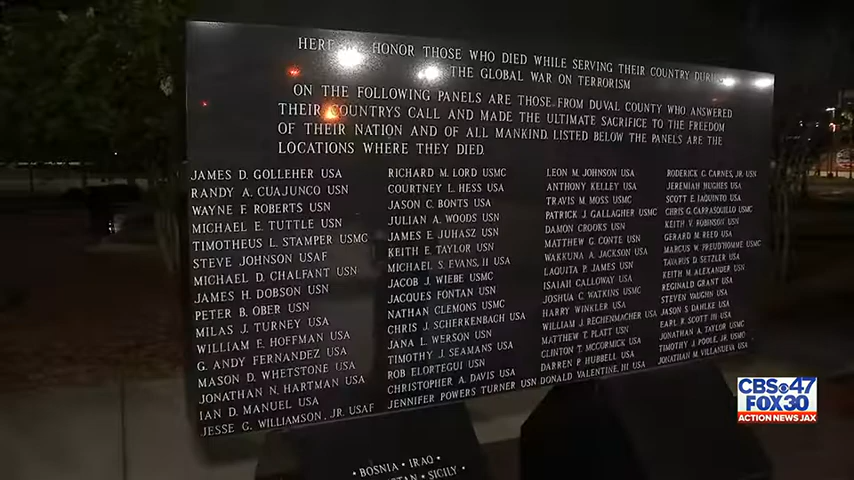 HERE WE HONOR THOSE WHO DIED WHILE SERVING THEIR COUNTRY DURING
THE GLOBAL WAR ON TERRORISM
ON THE FOLLOWING PANELS ARE THOSE FROM DUVAL COUNTY WHO ANSWERED
THEIR COUNTRYS CALL AND MADE THE ULTIMATE SACRIFICE TO THE FREEDOM
OF THEIR NATION AND OF ALL MANKIND. LISTED BELOW THE PANELS ARE THE
LOCATIONS WHERE THEY DIED.
JAMES D. GOLLEHER USA
RANDY A. CUAJUNCO USN
WAYNE F. ROBERTS USN
MICHAEL E. TUTTLE USN
TIMOTHEUS L. STAMPER USMC
STEVE JOHNSON USAF
MICHAEL D. CHALFANT USN
JAMES H. DOBSON USN
PETER B. OBER USN
MILAS J. TURNEY USA
WILLIAM E. HOFFMAN USA
G. ANDY FERNANDEZ USA
MASON D. WHETSTONE USA
JONATHAN N. HARTMAN USA
IAN D. MANUEL USA
JESSE G. WILLIAMSON, JR. USAF
RICHARD M. LORD USMC
COURTNEY L. HESS USA
JASON C. BONTS USA
JULIAN A. WOODS USN
JAMES E. JUHASZ USN
KEITH E. TAYLOR USN
MICHAEL S. EVANS, II USA
JACOB J. WIEBE USMC
JACQUES FONTAN USN
NATHAN CLEMONS USMC
CHRIS J. SCHERKENBACH USA
JANA L. WERSON USN
TIMOTHY J. SEAMANS USA
ROB ELORTEGUI USN
CHRISTOPHER A. DAVIS USA
JENNIFER POWERS TURNER USN
LEON M. JOHNSON USA
ANTHONY KELLEY USA
TRAVIS M. MOSS USMC
PATRICK J. GALLAGHER USMC
DAMON CROOKS USN
MATTHEW G. CONTE USN
WAKKUNA A. JACKSON USA
LAQUITA P. JAMES USN
ISAIAH CALLOWAY USA
JOSHUA C. WATKINS USMC
HARRY WINKLER USA
WILLIAM J. RECHENMACHER USA
MATTHEW T. PLATT USN
CLINTON T. MCCORMICK USA
DARREN P. HUBBELL USA
DONALD VALENTINE, III USA
RODERICK G. CARNES, JR. USN
JEREMIAH HUGHES USA
SCOTT E. IAQUINTO USA
CHRIS G. CARRASQUILLO USMC
KEITH V. ROBINSON USN
GERARD M. REED USA
MARCUS W. PREUDHOMME USMC
TAVARUS D. SETZLER USA
KEITH M. ALEXANDER USN
REGINALD GRANT USA
STEVEN VAUGHN USA
JASON S. DAHLKE USA
EARL R. SCOTT III USA
JONATHAN A. TAYLOR USMC
TIMOTHY J. POOLE, JR. USMC
JONATHAN M. VILLANUEVA USA
• BOSNIA • IRAQ •
• SICILY •
CBS 47
FOX30
ACTION NEWS JAX